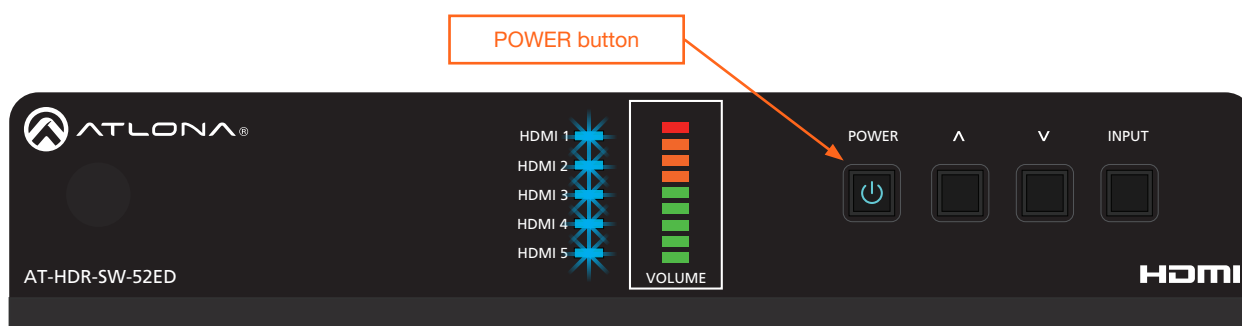 POWER button
ATLONA®
HDMI 1
HDMI 2
HDMI 3
HDMI 4
HDMI 5
VOLUME
POWER
INPUT
AT-HDR-SW-52ED
HDMI